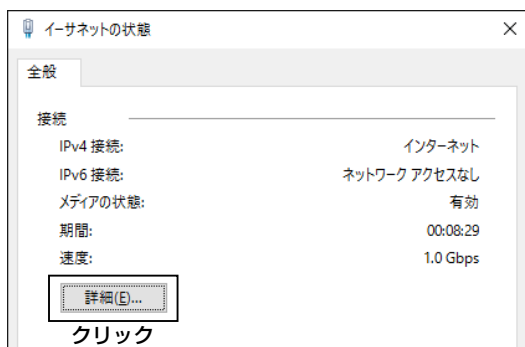 イーサネットの状態
全般
接続
IPv4 接続: インターネット
IPv6 接続: ネットワーク アクセスなし
メディアの状態: 有効
期間: 00:08:29
速度: 1.0 Gbps
詳細(E)...
クリック